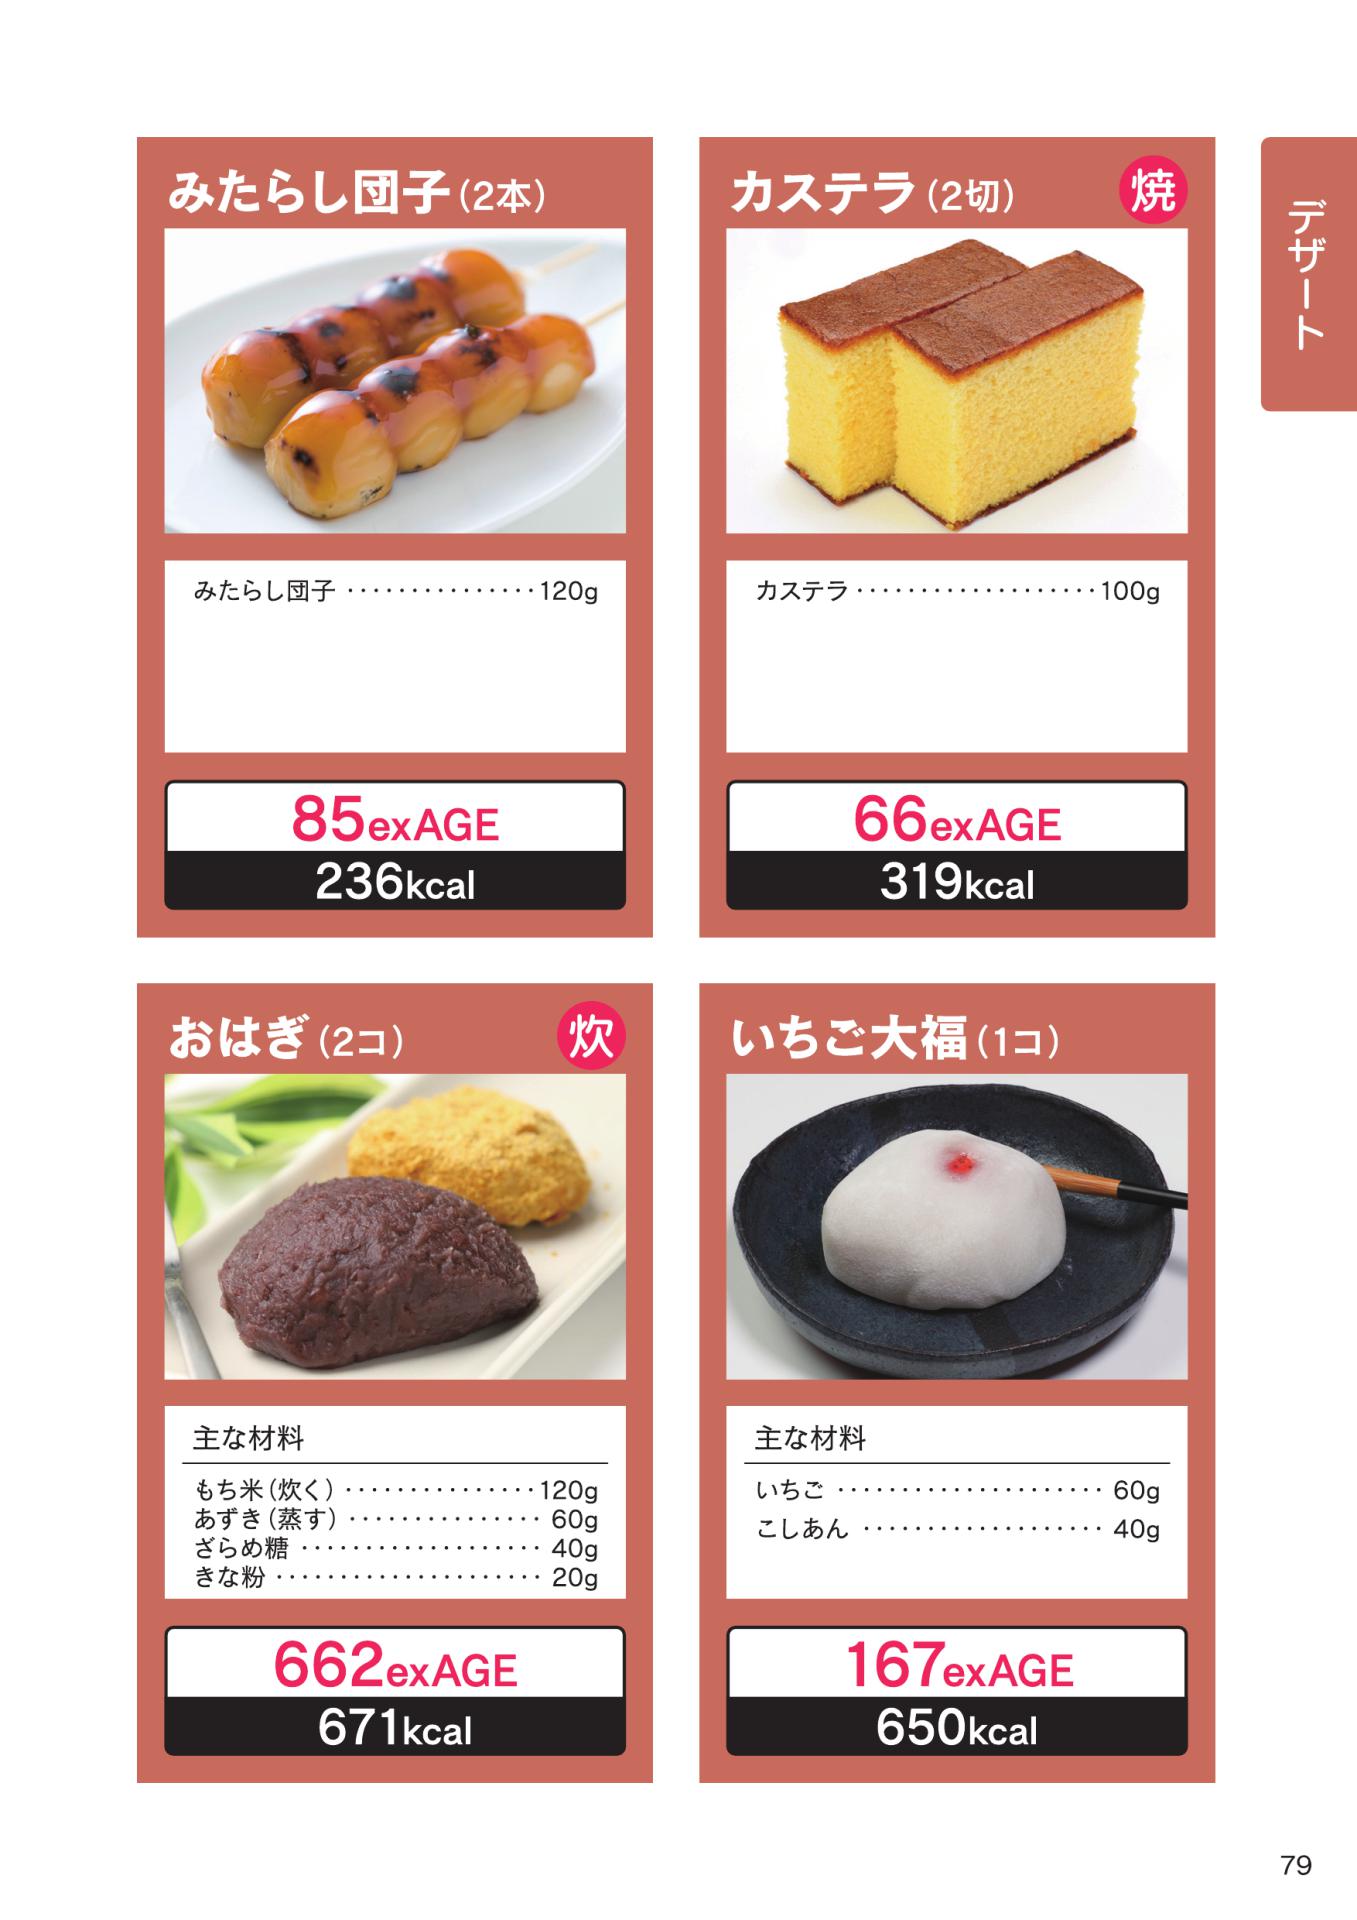 みたらし団子(2本)
みたらし団子 ‥‥‥‥‥‥‥120g
85exAGE
236kcal
カステラ(2切)
焼
カステラ‥‥‥‥‥‥‥‥‥100g
66exAGE
319kcal
デザート
おはぎ(2コ)
炊
主な材料
もち米(炊く)‥‥‥‥‥‥‥120g
あずき(蒸す)‥‥‥‥‥‥‥ 60g
ざらめ糖 ‥‥‥‥‥‥‥‥‥ 40g
きな粉 ‥‥‥‥‥‥‥‥‥‥ 20g
662exAGE
671kcal
いちご大福(1コ)
主な材料
いちご ‥‥‥‥‥‥‥‥‥‥ 60g
こしあん ‥‥‥‥‥‥‥‥‥ 40g
167exAGE
650kcal
79